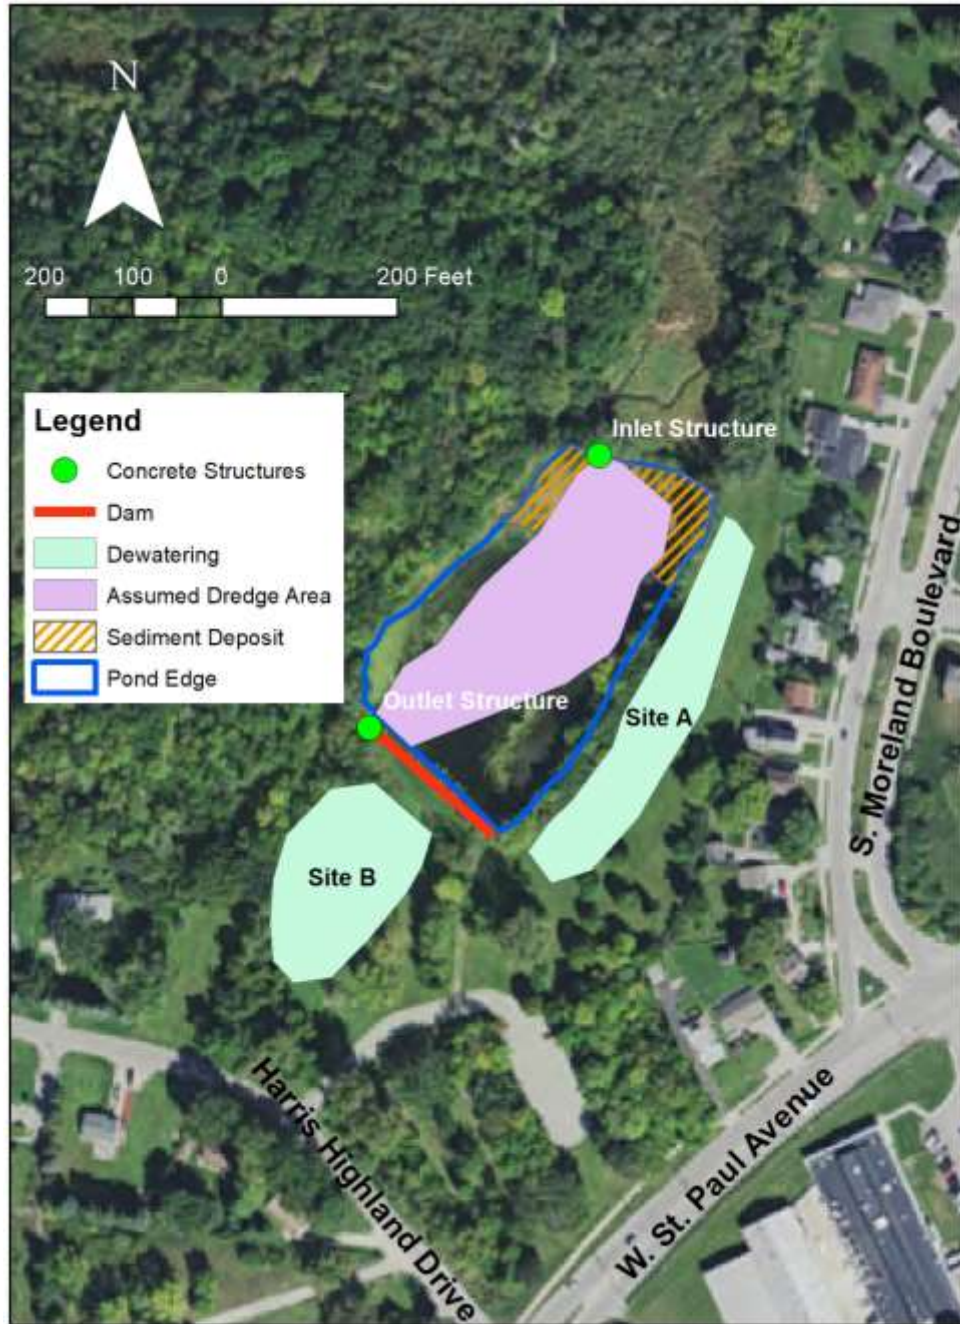 N
200 100 0 200 Feet
Legend
Concrete Structures
Dam
Dewatering
Assumed Dredge Area
Sediment Deposit
Pond Edge
Inlet Structure
Outlet Structure
Site A
Site B
S. Moreland Boulevard
Harris Highland Drive
W. St. Paul Avenue